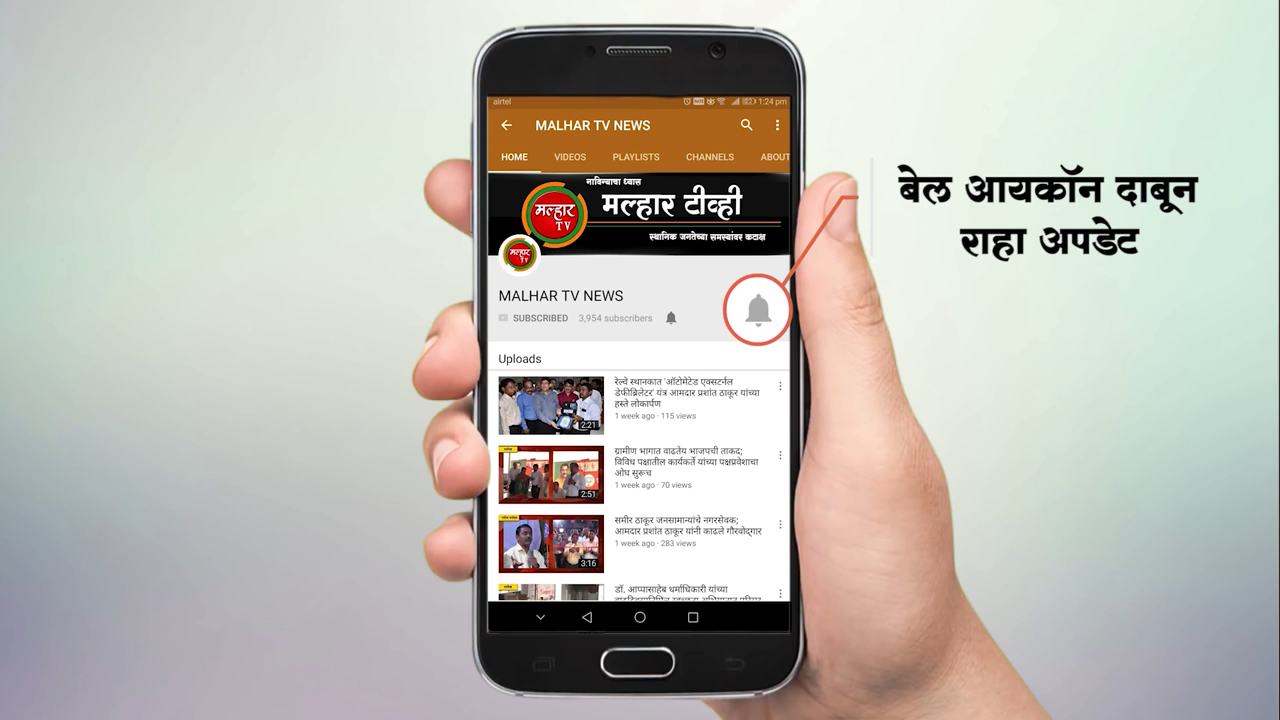 airtel 1:24 pm
MALHAR TV NEWS
HOME VIDEOS PLAYLISTS CHANNELS ABOUT
नाविन्याचा ध्यास
मल्हार टीव्ही
स्थानिक जनतेच्या समस्यांवर कटाक्ष
मल्हार
TV
मल्हार
TV
MALHAR TV NEWS
SUBSCRIBED 3,954 subscribers
Uploads
रेल्वे स्थानकात 'ऑटोमेटेड एक्सटर्नल
डेफीब्रिलेटर' यंत्र आमदार प्रशांत ठाकूर यांच्या
हस्ते लोकार्पण
1 week ago · 115 views
2:21
ग्रामीण भागात वाढतेय भाजपची ताकद;
विविध पक्षातील कार्यकर्ते यांच्या पक्षप्रवेशाचा
ओघ सुरूच
1 week ago · 70 views
2:51
समीर ठाकूर जनसामान्यांचे नगरसेवक;
आमदार प्रशांत ठाकूर यांनी काढले गौरवोद्गार
1 week ago · 283 views
3:16
डॉ. आप्पासाहेब धर्माधिकारी यांच्या
बेल आयकॉन दाबून
राहा अपडेट